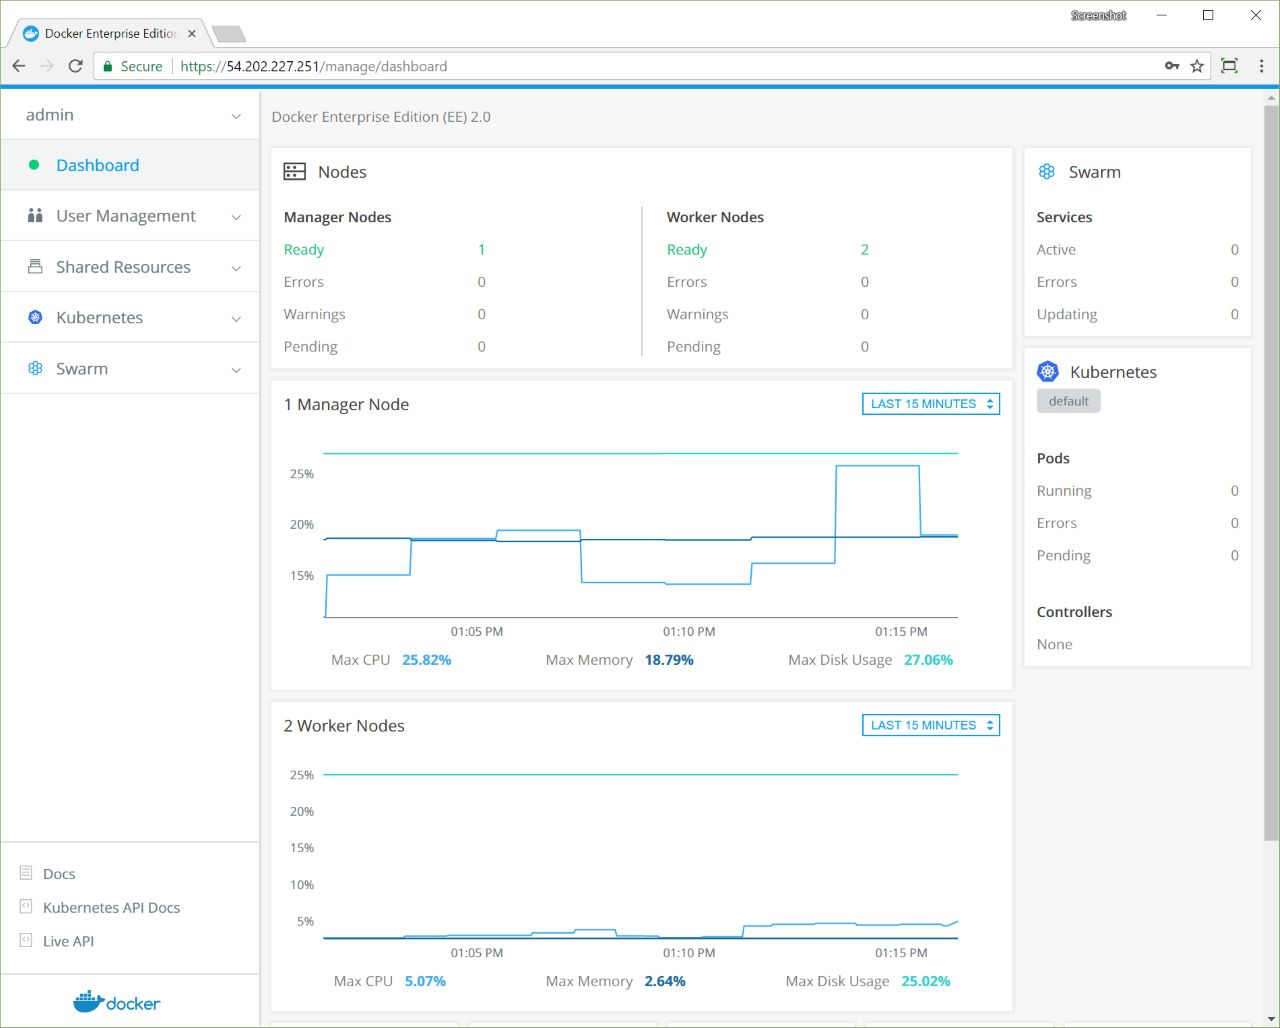 Screenshot
Docker Enterprise Edition
Secure https://54.202.227.251/manage/dashboard
admin
Dashboard
User Management
Shared Resources
Kubernetes
Swarm
Docs
Kubernetes API Docs
Live API
docker
Docker Enterprise Edition (EE) 2.0
Nodes
Manager Nodes
Ready 1
Errors 0
Warnings 0
Pending 0
Worker Nodes
Ready 2
Errors 0
Warnings 0
Pending 0
1 Manager Node LAST 15 MINUTES
25%
20%
15%
01:05 PM 01:10 PM 01:15 PM
Max CPU 25.82% Max Memory 18.79% Max Disk Usage 27.06%
2 Worker Nodes LAST 15 MINUTES
25%
20%
15%
10%
5%
01:05 PM 01:10 PM 01:15 PM
Max CPU 5.07% Max Memory 2.64% Max Disk Usage 25.02%
Swarm
Services
Active 0
Errors 0
Updating 0
Kubernetes
default
Pods
Running 0
Errors 0
Pending 0
Controllers
None